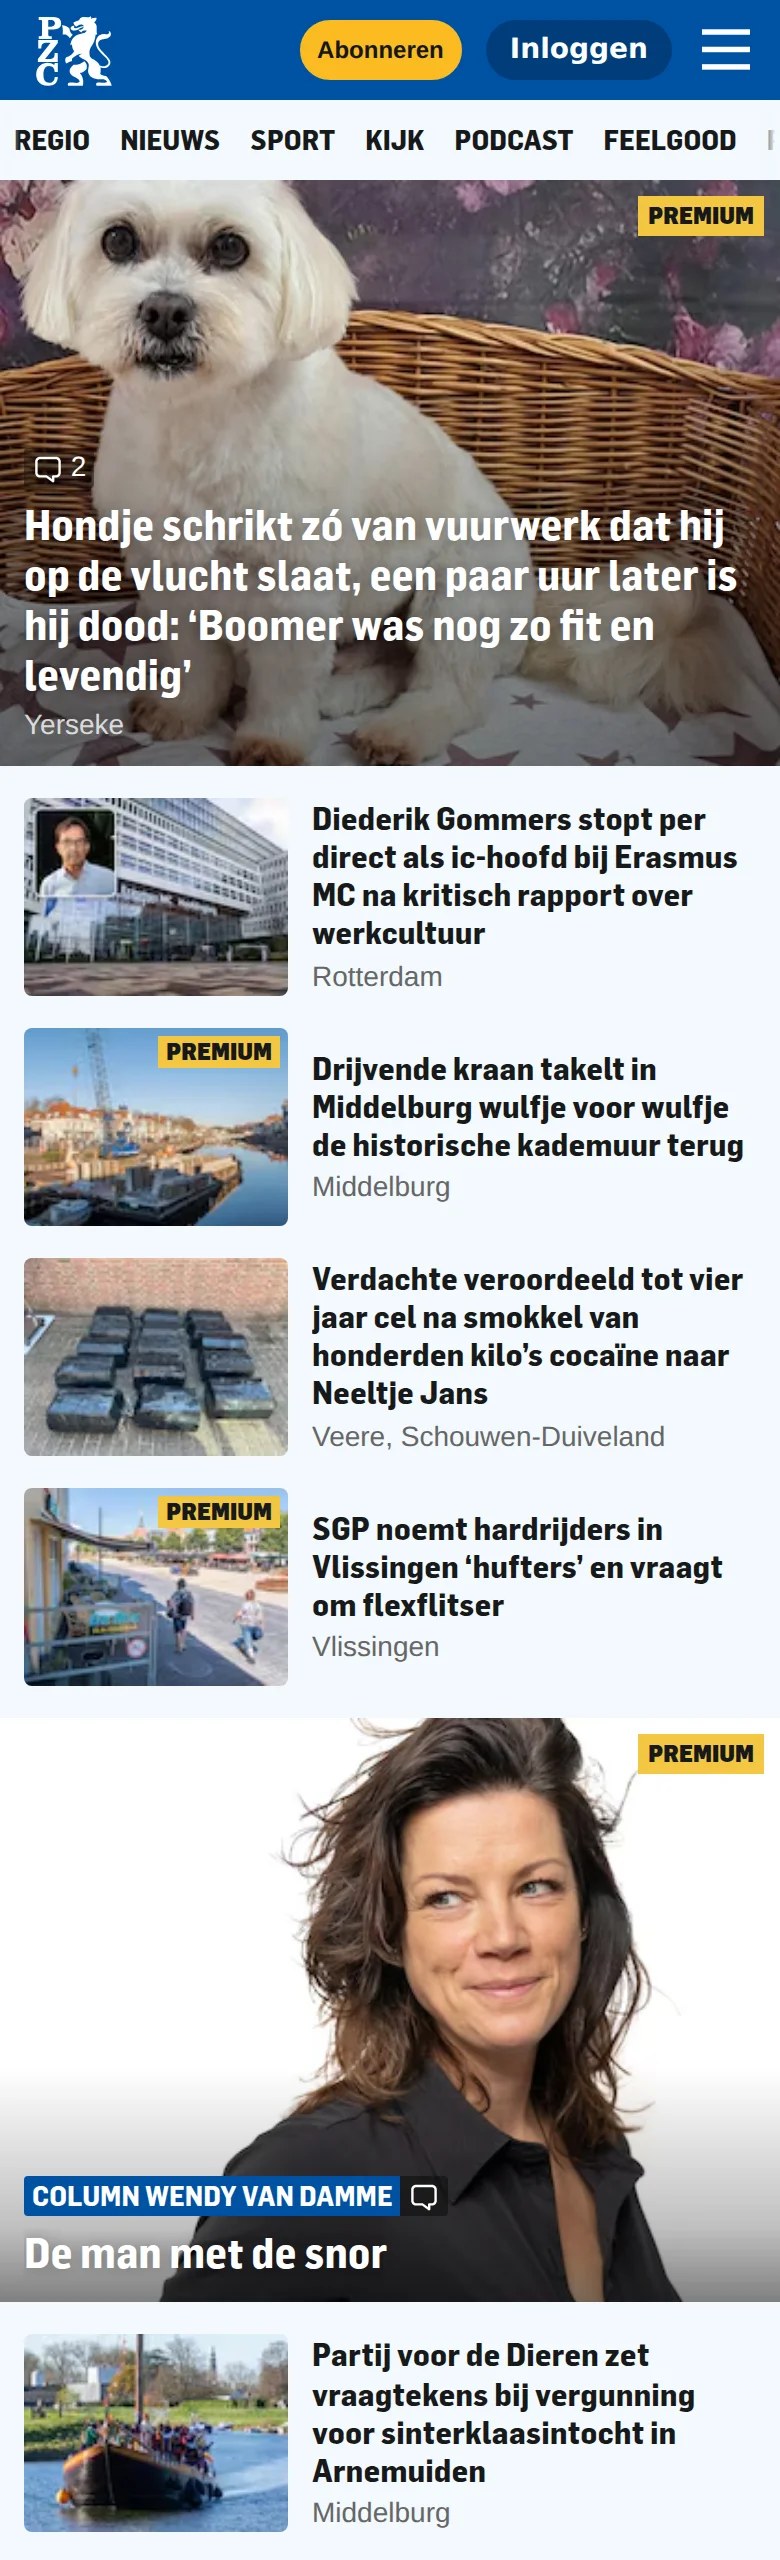 PZC
Abonneren
Inloggen
REGIO NIEUWS SPORT KIJK PODCAST FEELGOOD
PREMIUM
2
Hondje schrikt zó van vuurwerk dat hij
op de vlucht slaat, een paar uur later is
hij dood: ‘Boomer was nog zo fit en
levendig’
Yerseke
Diederik Gommers stopt per
direct als ic-hoofd bij Erasmus
MC na kritisch rapport over
werkcultuur
Rotterdam
PREMIUM
Drijvende kraan takelt in
Middelburg wulfje voor wulfje
de historische kademuur terug
Middelburg
Verdachte veroordeeld tot vier
jaar cel na smokkel van
honderden kilo’s cocaïne naar
Neeltje Jans
Veere, Schouwen-Duiveland
PREMIUM
SGP noemt hardrijders in
Vlissingen ‘hufters’ en vraagt
om flexflitser
Vlissingen
PREMIUM
COLUMN WENDY VAN DAMME
De man met de snor
Partij voor de Dieren zet
vraagtekens bij vergunning
voor sinterklaasintocht in
Arnemuiden
Middelburg